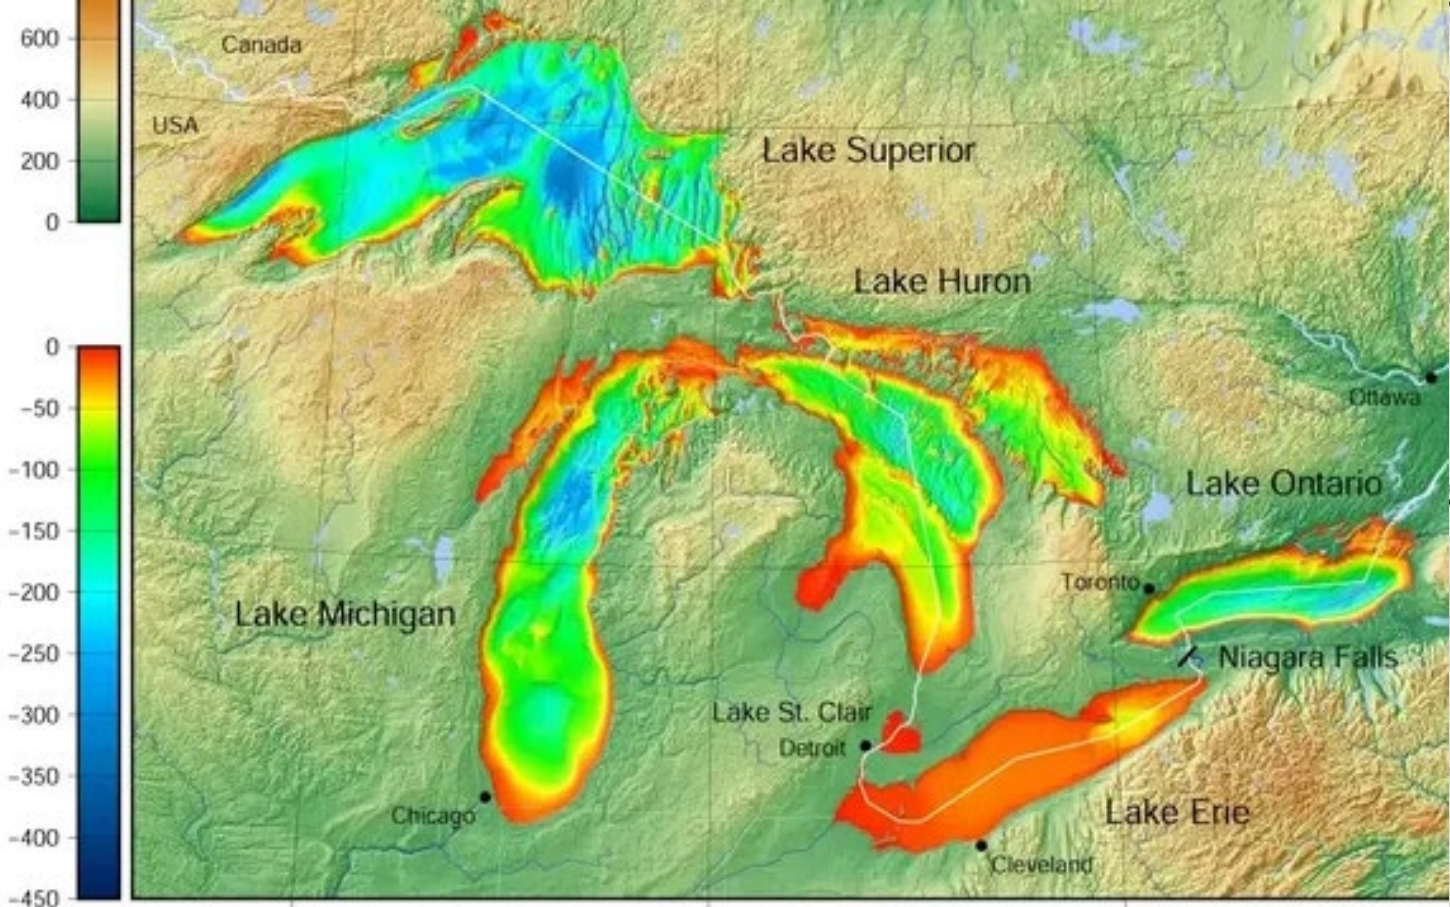 600
400
200
0
0
-50
-100
-150
-200
-250
-300
-350
-400
-450
Canada
USA
Lake Superior
Lake Huron
Ottawa
Lake Ontario
Toronto
Lake Michigan
Niagara Falls
Lake St. Clair
Detroit
Chicago
Lake Erie
Cleveland